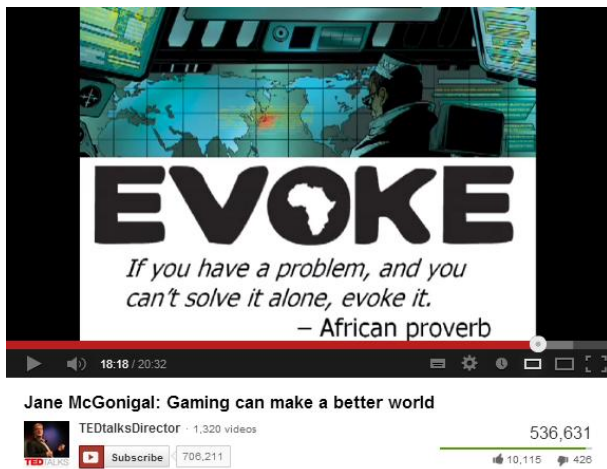 EVOKE
If you have a problem, and you
can't solve it alone, evoke it.
– African proverb
18:18 / 20:32
Jane McGonigal: Gaming can make a better world
TEDtalksDirector · 1,320 videos
536,631
TEDTALKS
Subscribe 706,211
10,115 426